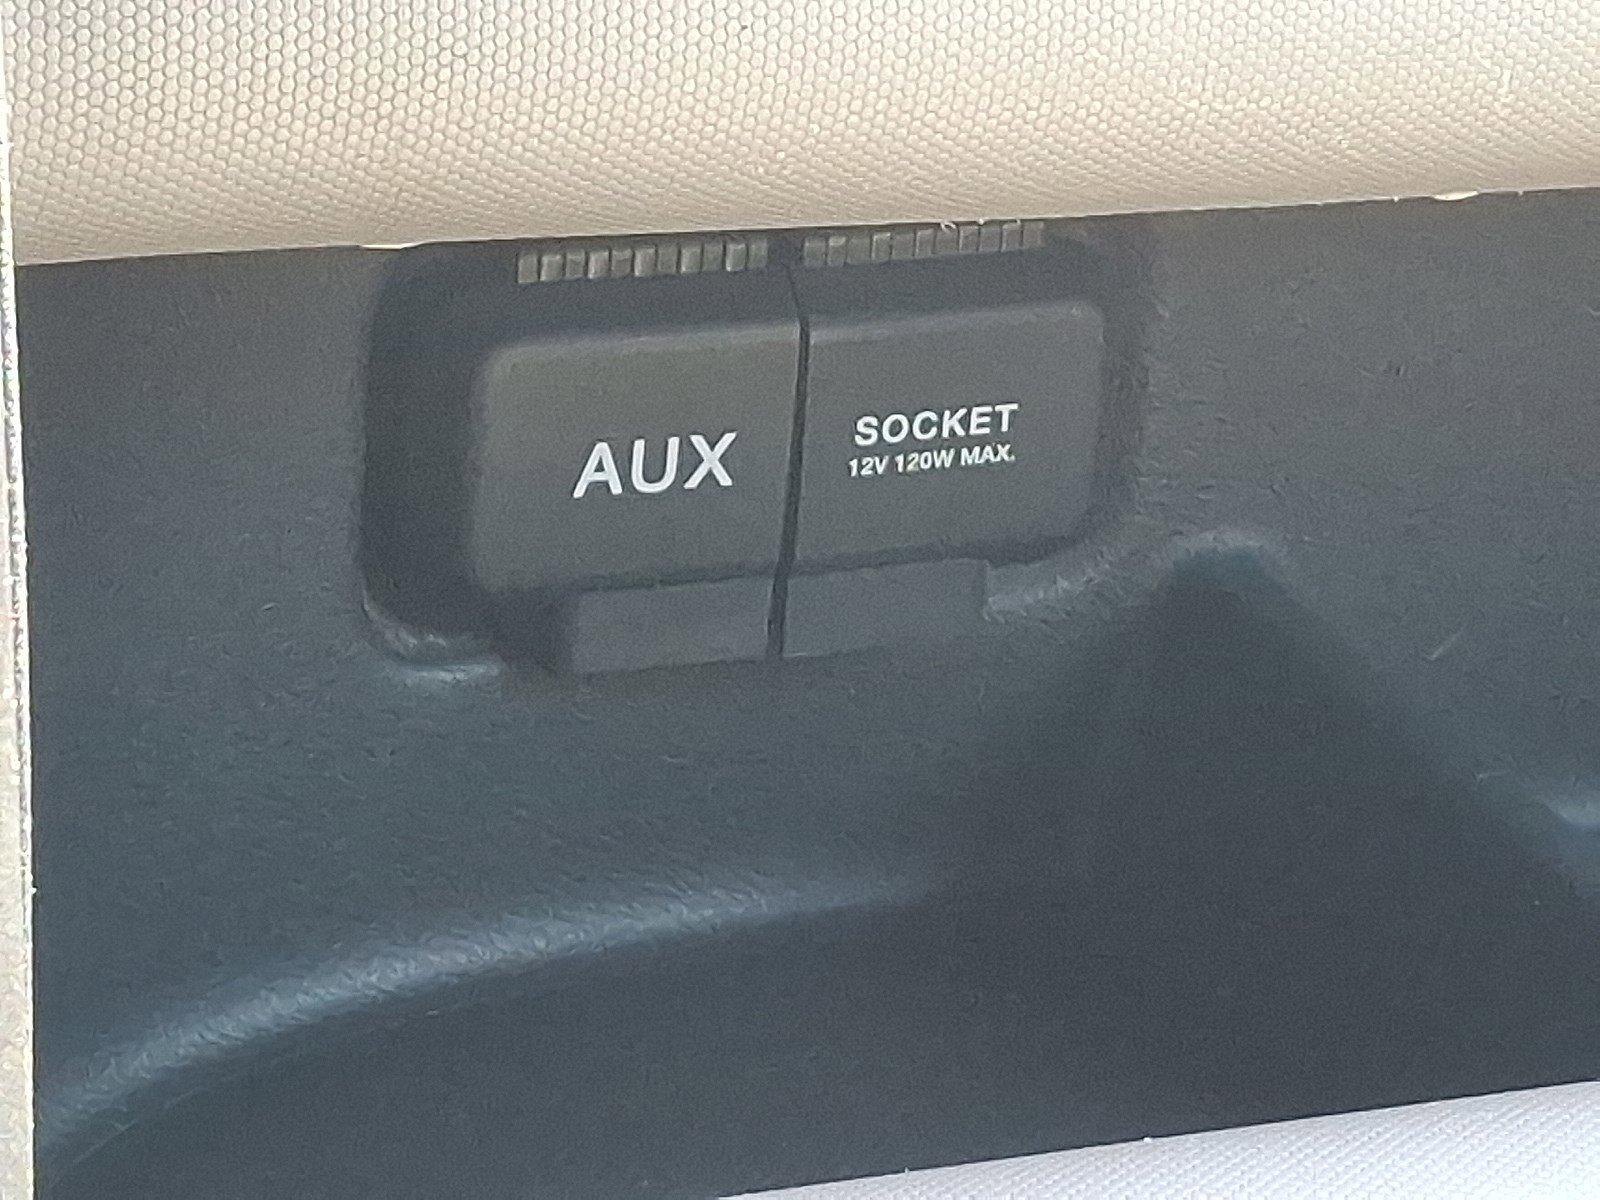 AUX
SOCKET
12V 120W MAX.